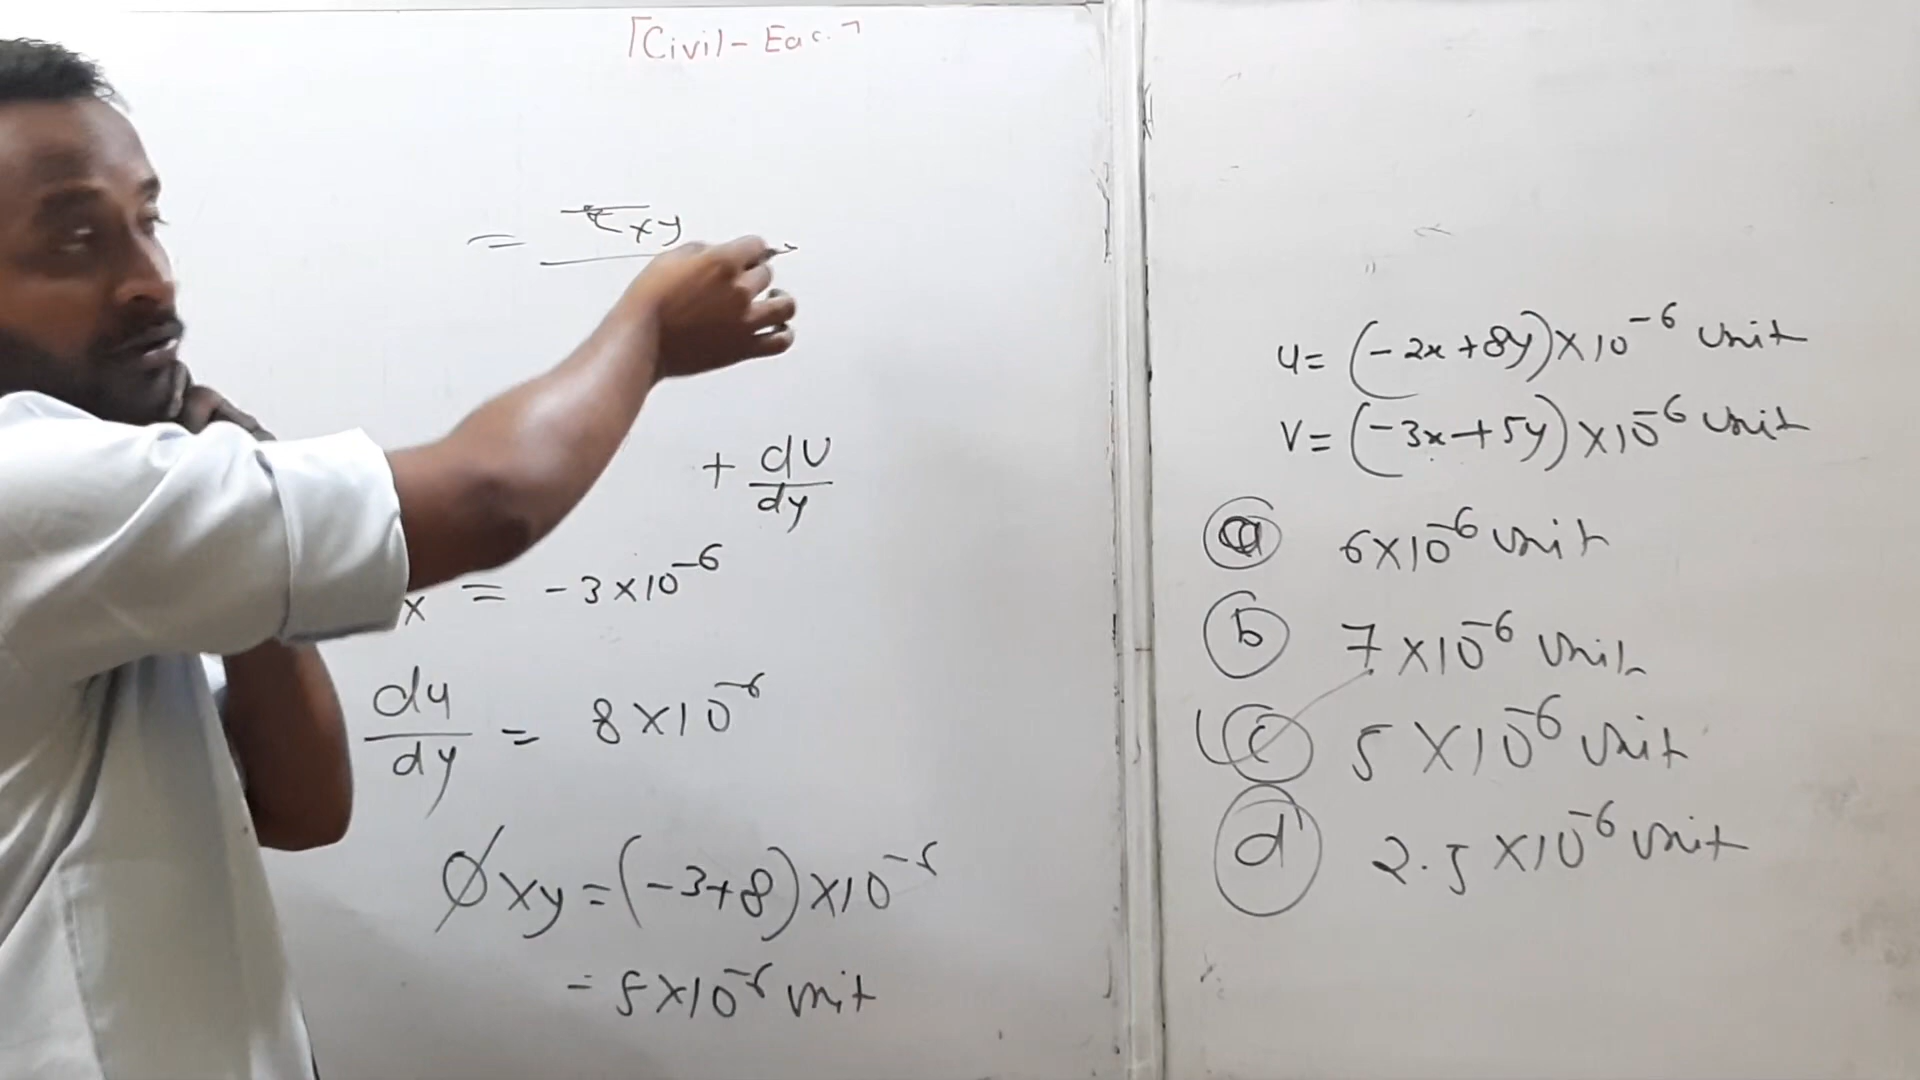 「Civil - Eac.ㄱ
= τxy
+ dU/dy
x = -3×10⁻⁶
du/dy = 8×10⁻⁶
Øxy = (-3+8)×10⁻⁶
= 5×10⁻⁶ unit
u = (-2x+8y)×10⁻⁶ unit
v = (-3x+5y)×10⁻⁶ unit
ⓐ 6×10⁻⁶ unit
ⓑ 7×10⁻⁶ unit
ⓒ 5×10⁻⁶ unit
ⓓ 2.5×10⁻⁶ unit